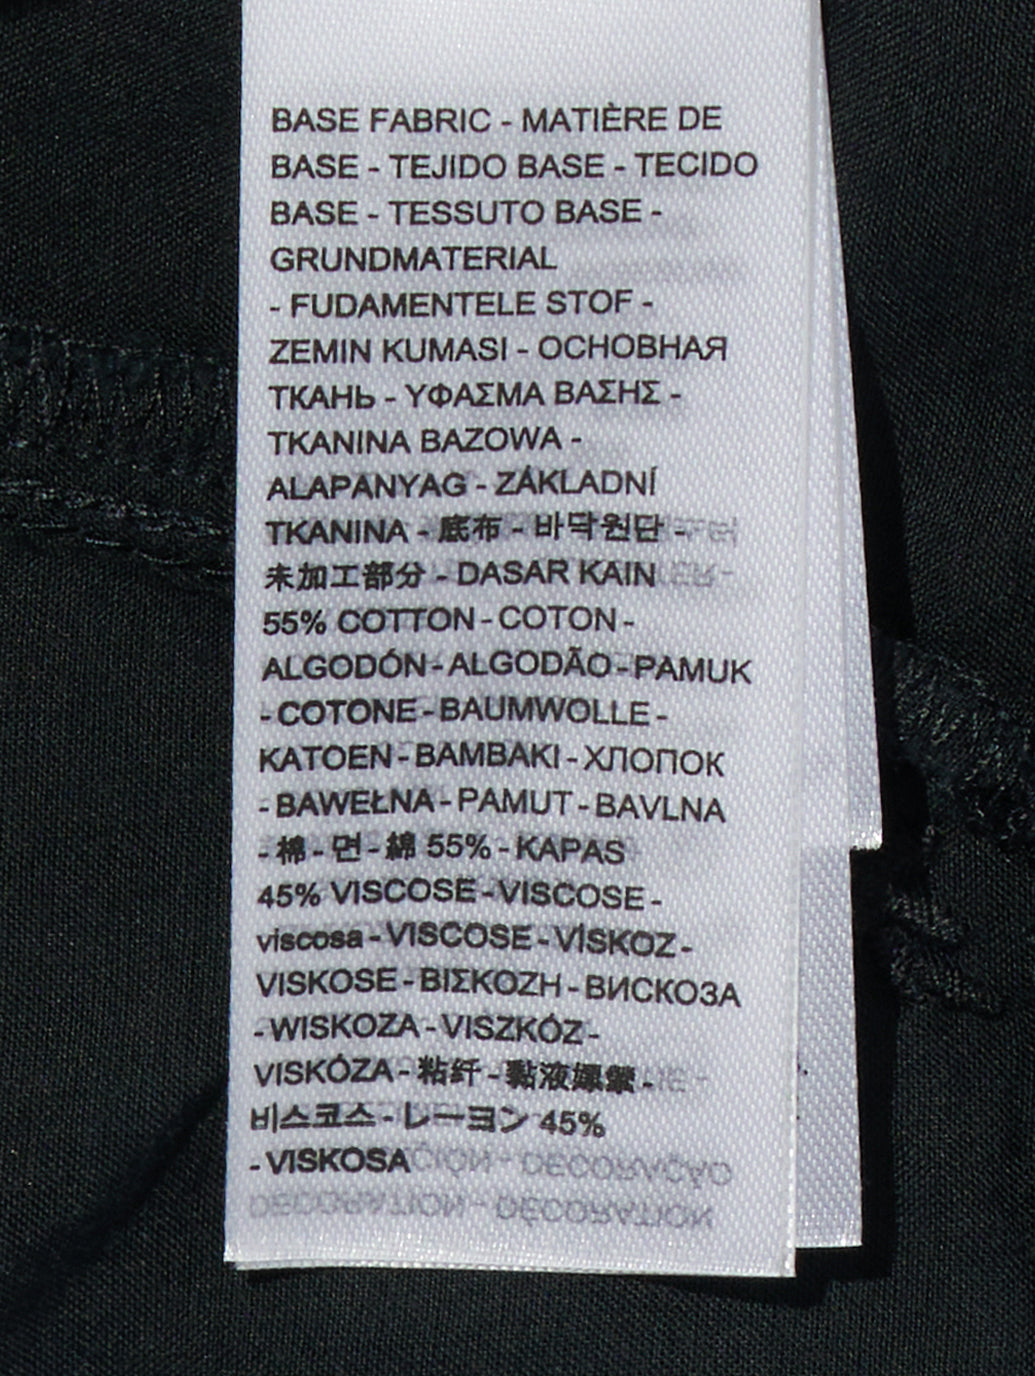 BASE FABRIC - MATIÈRE DE
BASE - TEJIDO BASE - TECIDO
BASE - TESSUTO BASE -
GRUNDMATERIAL
- FUDAMENTELE STOF -
ZEMIN KUMASI - ОСНОВНАЯ
ТКАНЬ - ΥΦΑΣΜΑ ΒΑΣΗΣ -
TKANINA BAZOWA -
ALAPANYAG - ZÁKLADNÍ
TKANINA - 底布 - 바닥원단 -
未加工部分 - DASAR KAIN
55% COTTON - COTON -
ALGODÓN - ALGODÃO - PAMUK
- COTONE - BAUMWOLLE -
KATOEN - BAMBAKI - ХЛОПОК
- BAWEŁNA - PAMUT - BAVLNA
- 棉 - 면 - 綿 55% - KAPAS
45% VISCOSE - VISCOSE -
viscosa - VISCOSE - VİSKOZ -
VISKOSE - ΒΙΣΚΟΖΗ - ВИСКОЗА
- WISKOZA - VISZKÓZ -
VISKÓZA - 粘纤 - 黏液嫘縈 -
비스코스 - レーヨン 45%
- VISKOSA
DECORATION - DÉCORATION